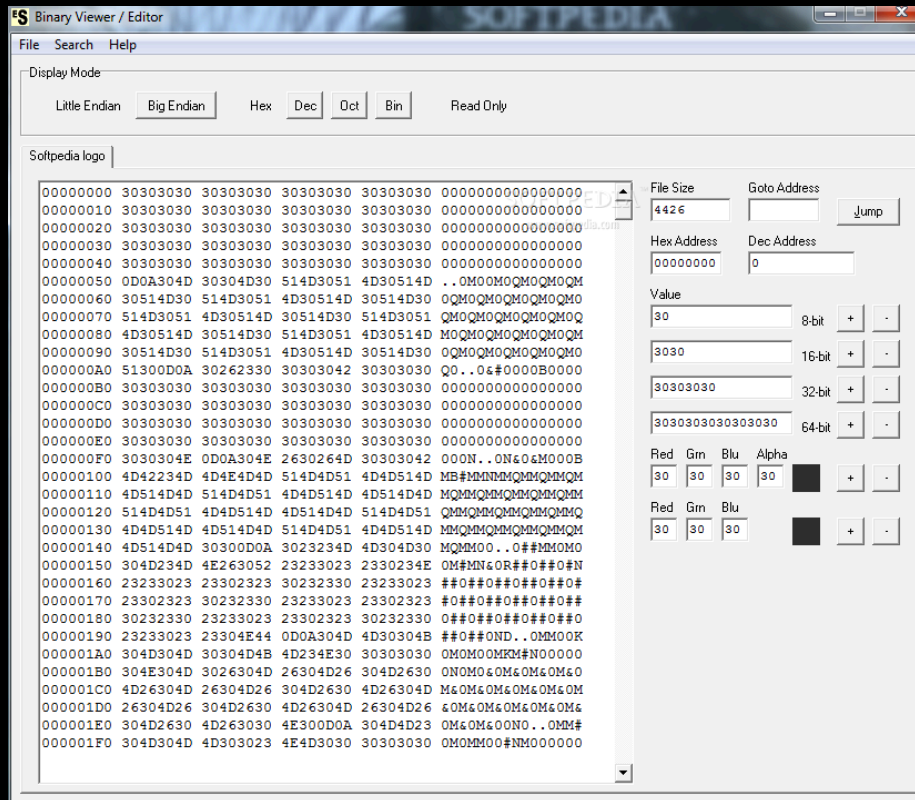 SOFTPEDIA
Binary Viewer / Editor
File Search Help
Display Mode
Little Endian Big Endian Hex Dec Oct Bin Read Only
Softpedia logo
00000000 30303030 30303030 30303030 30303030 0000000000000000
00000010 30303030 30303030 30303030 30303030 0000000000000000
00000020 30303030 30303030 30303030 30303030 0000000000000000
00000030 30303030 30303030 30303030 30303030 0000000000000000
00000040 30303030 30303030 30303030 30303030 0000000000000000
00000050 0D0A304D 30304D30 514D3051 4D30514D ..0M00M0QM0QM0QM
00000060 30514D30 514D3051 4D30514D 30514D30 0QM0QM0QM0QM0QM0
00000070 514D3051 4D30514D 30514D30 514D3051 QM0QM0QM0QM0QM0Q
00000080 4D30514D 30514D30 514D3051 4D30514D M0QM0QM0QM0QM0QM
00000090 30514D30 514D3051 4D30514D 30514D30 0QM0QM0QM0QM0QM0
000000A0 51300D0A 30262330 30303042 30303030 Q0..0&#0000B0000
000000B0 30303030 30303030 30303030 30303030 0000000000000000
000000C0 30303030 30303030 30303030 30303030 0000000000000000
000000D0 30303030 30303030 30303030 30303030 0000000000000000
000000E0 30303030 30303030 30303030 30303030 0000000000000000
000000F0 3030304E 0D0A304E 2630264D 30303042 000N..0N&0&M000B
00000100 4D42234D 4D4E4D4D 514D4D51 4D4D514D MB#MMNMMQMMQMMQM
00000110 4D514D4D 514D4D51 4D4D514D 4D514D4D MQMMQMMQMMQMMQMM
00000120 514D4D51 4D4D514D 4D514D4D 514D4D51 QMMQMMQMMQMMQMMQ
00000130 4D4D514D 4D514D4D 514D4D51 4D4D514D MMQMMQMMQMMQMMQM
00000140 4D514D4D 30300D0A 3023234D 4D304D30 MQMM00..0##MM0M0
00000150 304D234D 4E263052 23233023 2330234E 0M#MN&0R##0##0#N
00000160 23233023 23302323 30232330 23233023 ##0##0##0##0##0#
00000170 23302323 30232330 23233023 23302323 #0##0##0##0##0##
00000180 30232330 23233023 23302323 30232330 0##0##0##0##0##0
00000190 23233023 23304E44 0D0A304D 4D30304B ##0##0ND..0MM00K
000001A0 304D304D 30304D4B 4D234E30 30303030 0M0M00MKM#N00000
000001B0 304E304D 3026304D 26304D26 304D2630 0N0M0&0M&0M&0M&0
000001C0 4D26304D 26304D26 304D2630 4D26304D M&0M&0M&0M&0M&0M
000001D0 26304D26 304D2630 4D26304D 26304D26 &0M&0M&0M&0M&0M&
000001E0 304D2630 4D263030 4E300D0A 304D4D23 0M&0M&00N0..0MM#
000001F0 304D304D 4D303023 4E4D3030 30303030 0M0MM00#NM000000
SOFTPEDIA
File Size Goto Address
4426
Jump
Hex Address Dec Address
00000000 0
Value
30 8-bit + -
3030 16-bit + -
30303030 32-bit + -
3030303030303030 64-bit + -
Red Grn Blu Alpha
30 30 30 30 + -
Red Grn Blu
30 30 30 + -